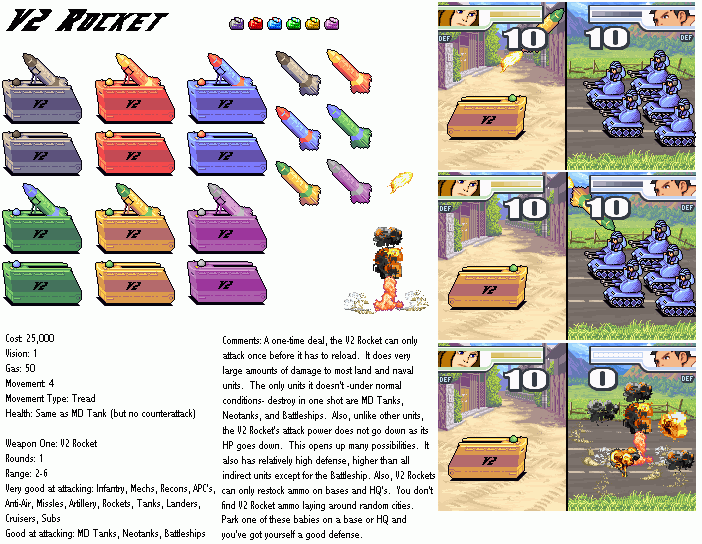 V2 Rocket
V2
V2
V2
V2
V2
V2
V2
V2
V2
V2
V2
V2
Cost: 25,000
Vision: 1
Gas: 50
Movement: 4
Movement Type: Tread
Health: Same as MD Tank (but no counterattack)
Weapon One: V2 Rocket
Rounds: 1
Range: 2-6
Very good at attacking: Infantry, Mechs, Recons, APC's,
Anti-Air, Missles, Artillery, Rockets, Tanks, Landers,
Cruisers, Subs
Good at attacking: MD Tanks, Neotanks, Battleships
Comments: A one-time deal, the V2 Rocket can only
attack once before it has to reload. It does very
large amounts of damage to most land and naval
units. The only units it doesn't -under normal
conditions- destroy in one shot are MD Tanks,
Neotanks, and Battleships. Also, unlike other units,
the V2 Rocket's attack power does not go down as its
HP goes down. This opens up many possibilities. It
also has relatively high defense, higher than all
indirect units except for the Battleship. Also, V2 Rockets
can only restock ammo on bases and HQ's. You don't
find V2 Rocket ammo laying around random cities.
Park one of these babies on a base or HQ and
you've got yourself a good defense.
DEF
10
10
DEF
V2
DEF
10
10
DEF
V2
DEF
10
0
DEF
V2